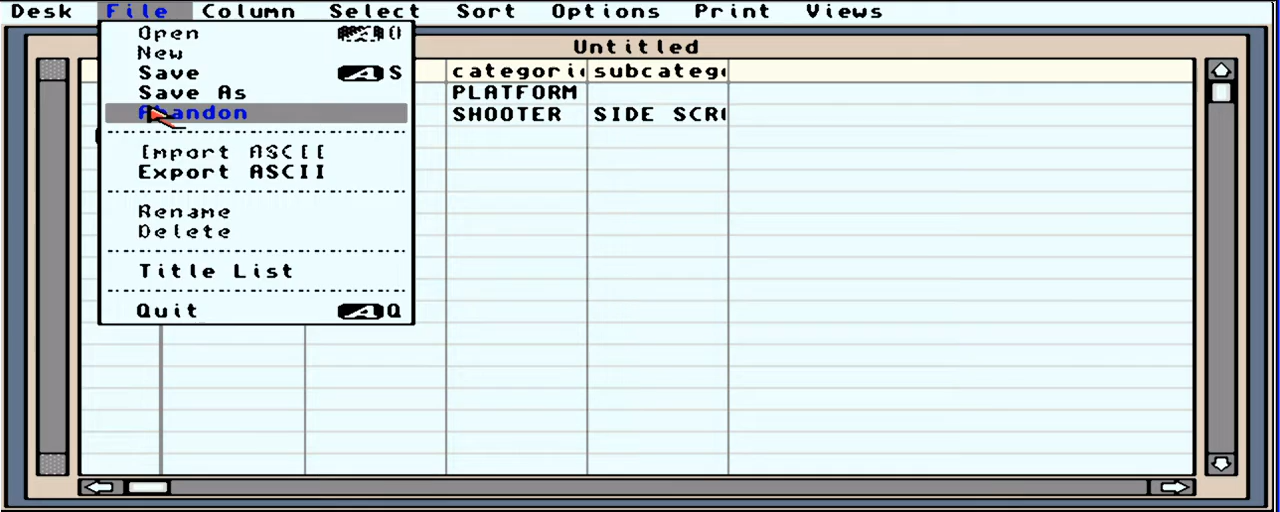 Desk File Column Select Sort Options Print Views
Untitled
Open O
New
Save S
Save As
Abandon
Import ASCII
Export ASCII
Rename
Delete
Title List
Quit Q
categori subcateg
PLATFORM
SHOOTER SIDE SCR